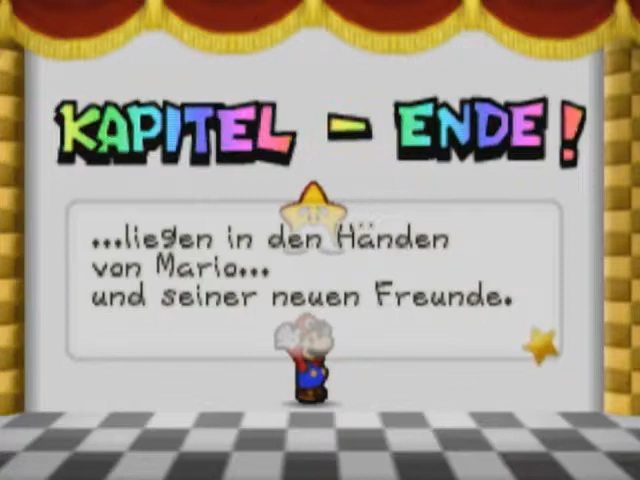 KAPITEL - ENDE!
...liegen in den Händen
von Mario...
und seiner neuen Freunde.